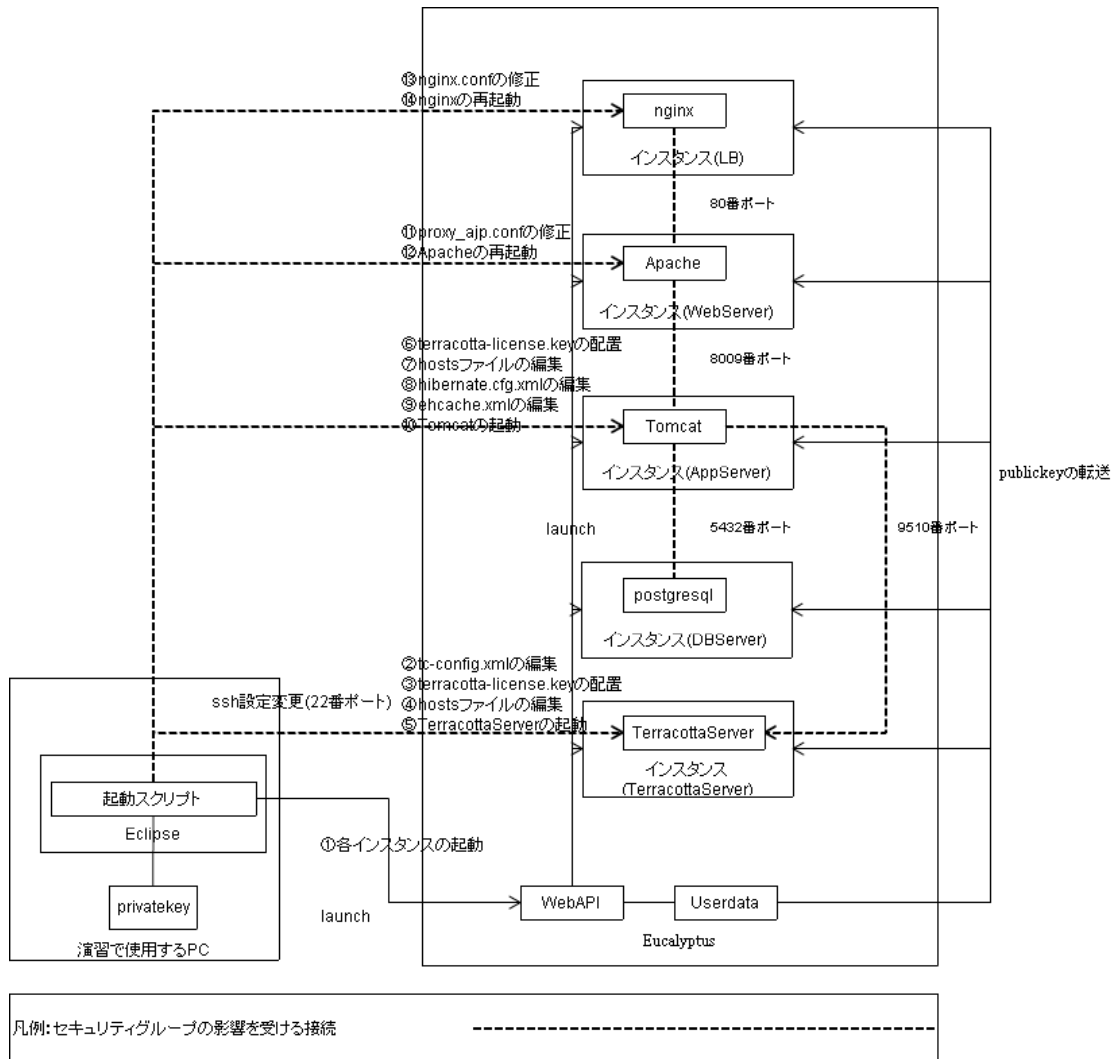 ⑬nginx.confの修正
⑭nginxの再起動
nginx
インスタンス(LB)
80番ポート
⑪proxy_ajp.confの修正
⑫Apacheの再起動
Apache
インスタンス(WebServer)
⑥terracotta-license.keyの配置
⑦hostsファイルの編集
⑧hibernate.cfg.xmlの編集
⑨ehcache.xmlの編集
⑩Tomcatの起動
8009番ポート
Tomcat
インスタンス(AppServer)
publickeyの転送
launch
5432番ポート
9510番ポート
postgresql
インスタンス(DBServer)
②tc-config.xmlの編集
③terracotta-license.keyの配置
④hostsファイルの編集
⑤TerracottaServerの起動
ssh設定変更(22番ポート)
TerracottaServer
インスタンス
(TerracottaServer)
起動スクリプト
Eclipse
①各インスタンスの起動
privatekey
launch
WebAPI
Userdata
演習で使用するPC
Eucalyptus
凡例:セキュリティグループの影響を受ける接続